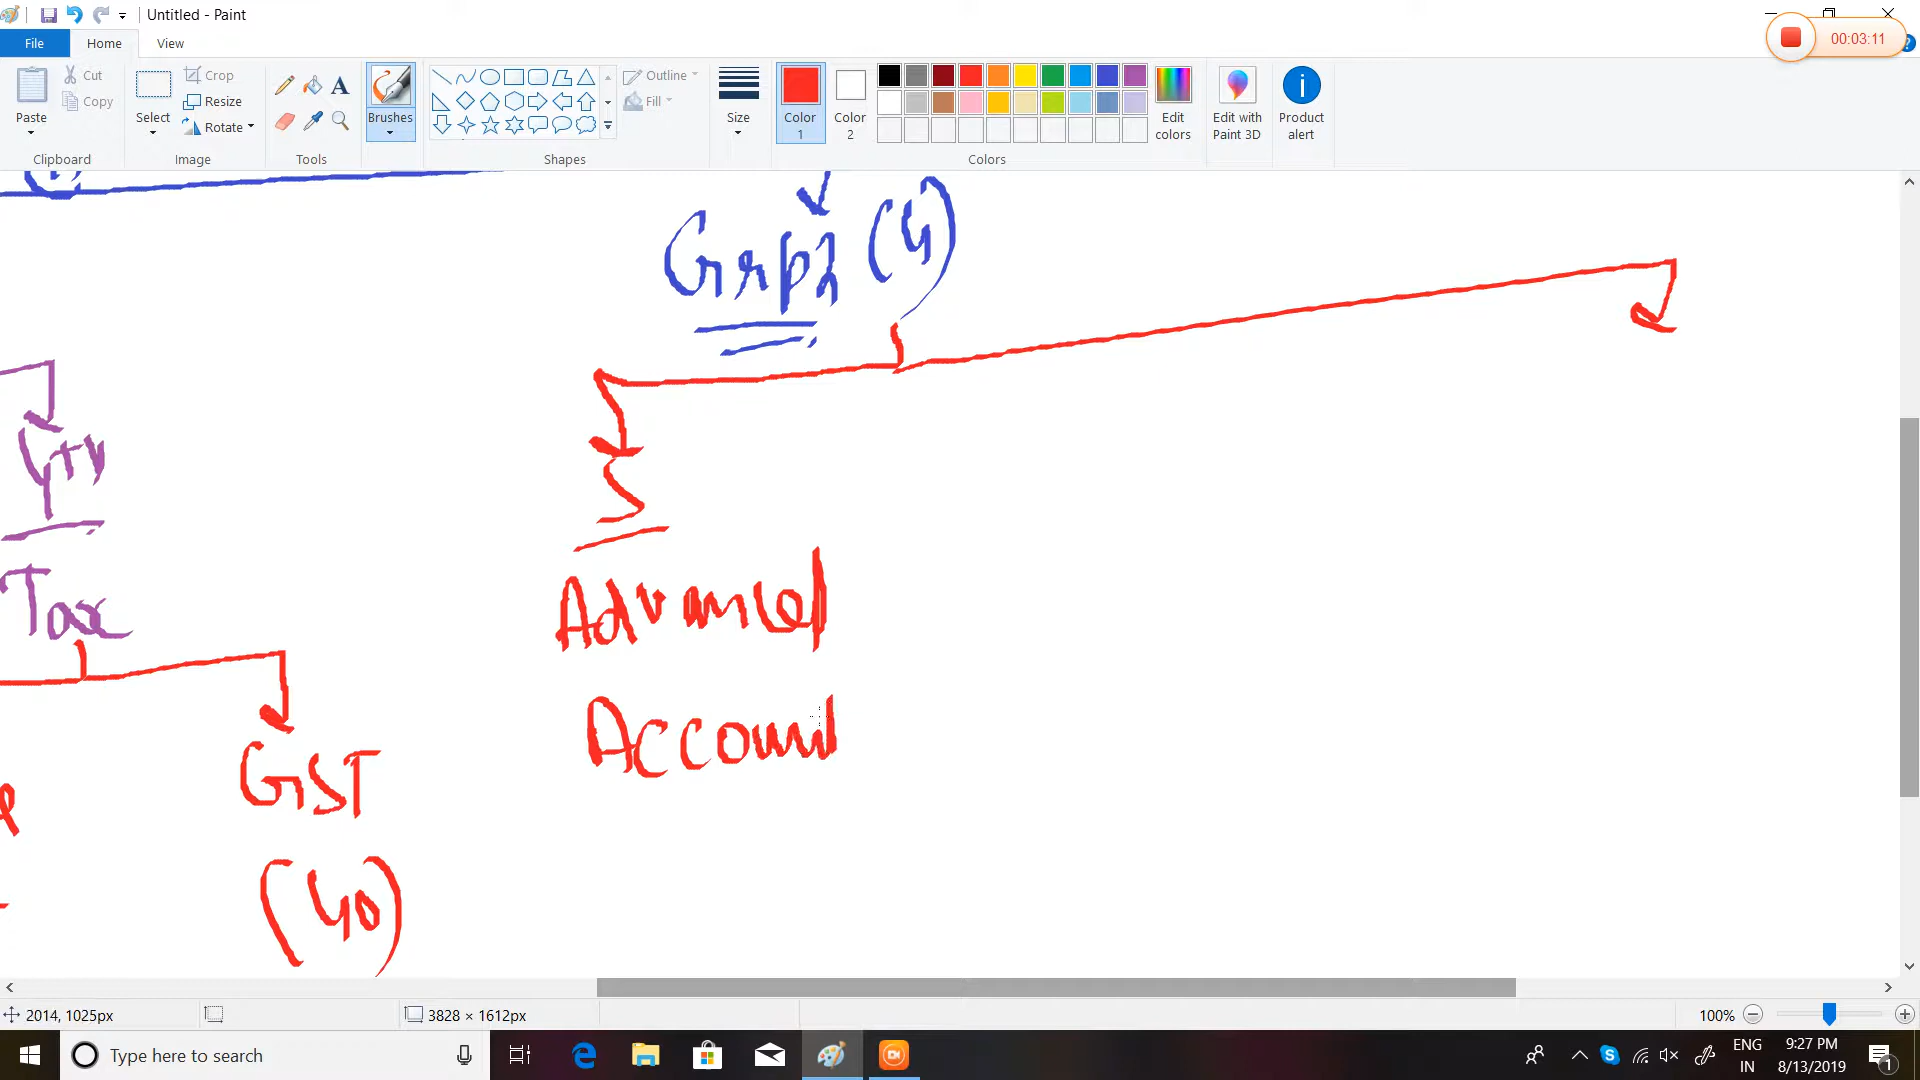 Untitled - Paint
00:03:11
File Home View
Paste
Cut
Copy
Clipboard
Select
Crop
Resize
Rotate
Image
Tools
Brushes
Shapes
Outline
Fill
Size
Color 1
Color 2
Edit colors
Colors
Edit with Paint 3D
Product alert
Grp2 (4)
4th
Tax
GST
(40)
5
Advanced
Account
2014, 1025px
3828 × 1612px
100%
Type here to search
ENG
IN
9:27 PM
8/13/2019
1